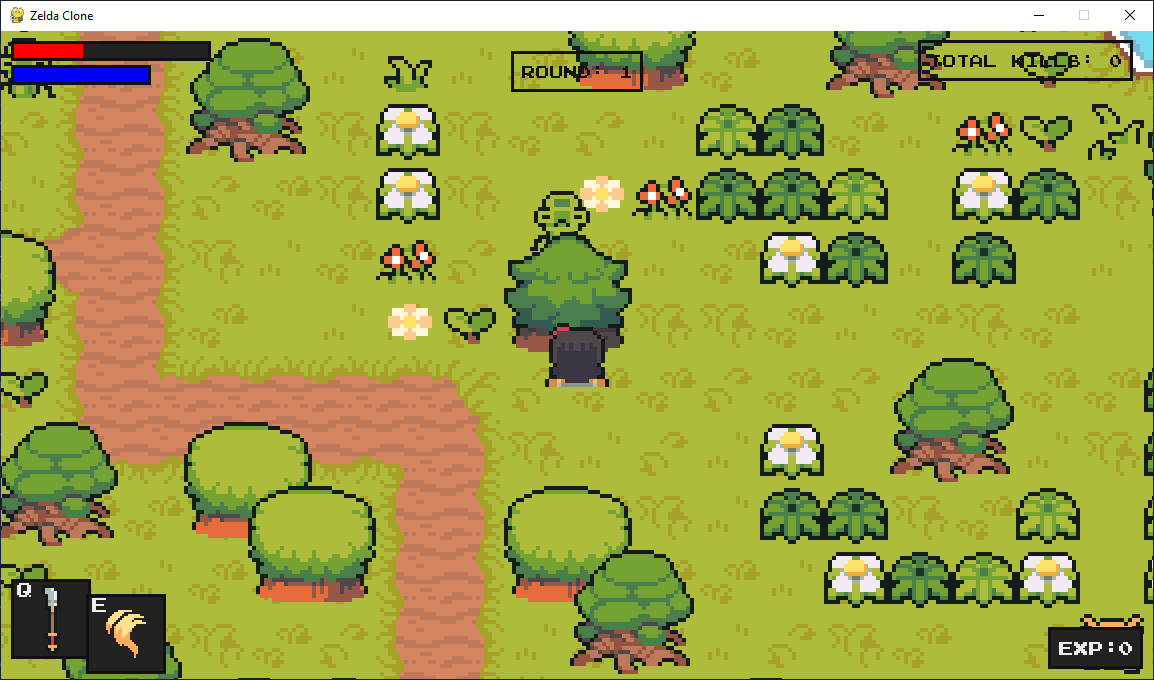 Zelda Clone
ROUND: 1
TOTAL KILLS: 0
Q
E
EXP:0